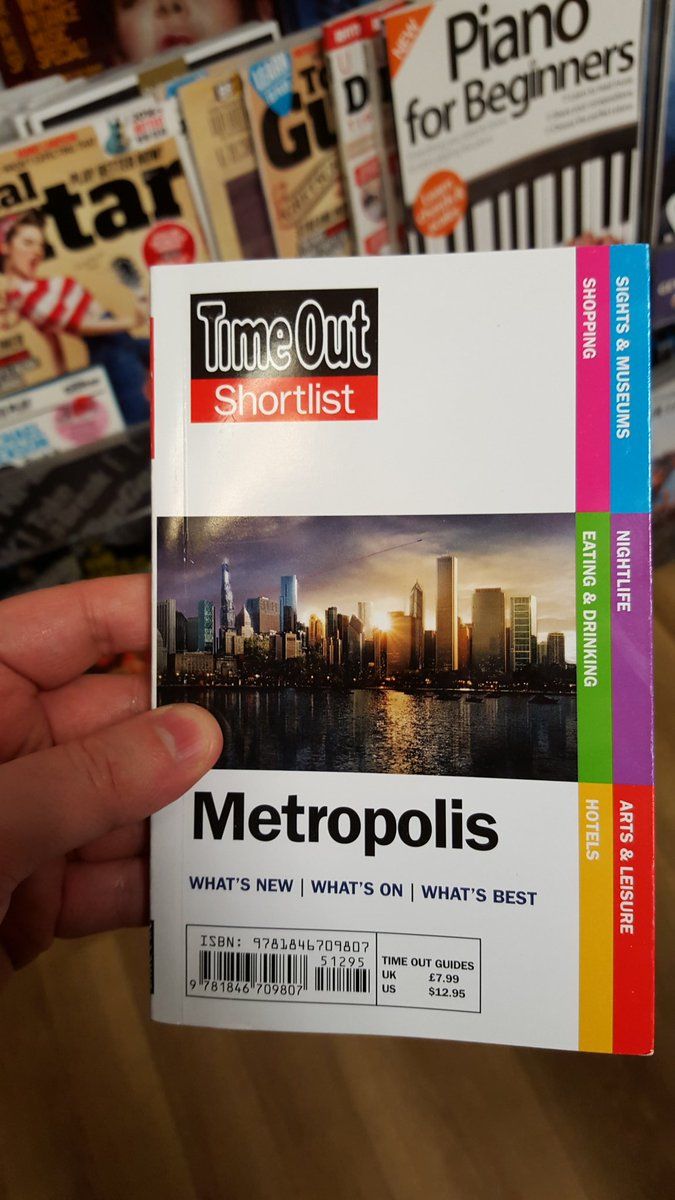 Piano
for Beginners
NEW
Time Out
Shortlist
SHOPPING
SIGHTS & MUSEUMS
EATING & DRINKING
NIGHTLIFE
HOTELS
ARTS & LEISURE
Metropolis
WHAT'S NEW | WHAT'S ON | WHAT'S BEST
ISBN: 9781846709807
51295
9 781846 709807
TIME OUT GUIDES
UK £7.99
US $12.95